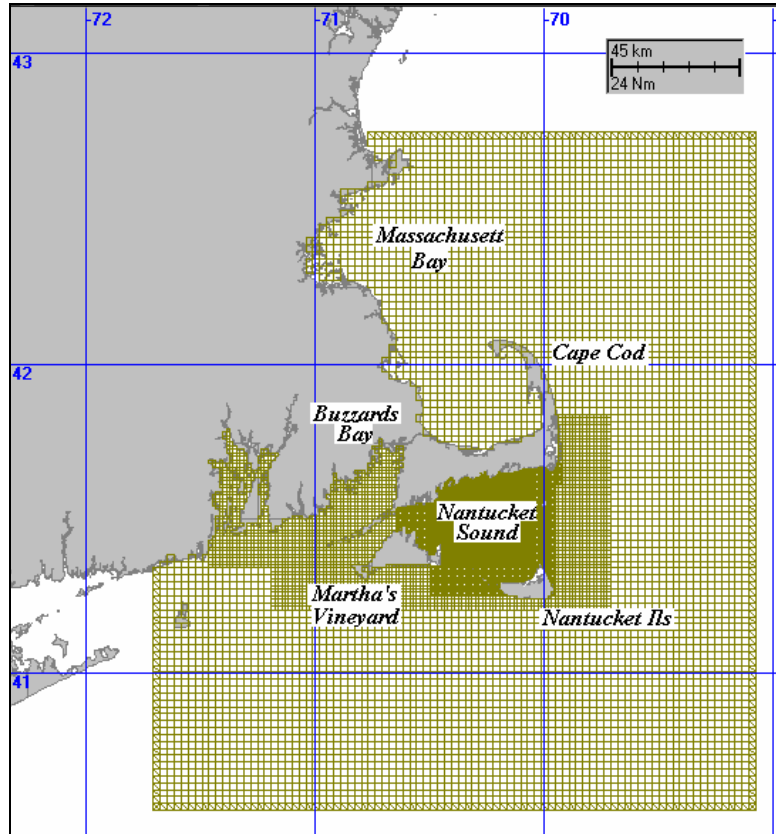 -72
-71
-70
43
45 km
24 Nm
Massachusett
Bay
42
Cape Cod
Buzzards
Bay
Nantucket
Sound
Martha's
Vineyard
Nantucket Ils
41